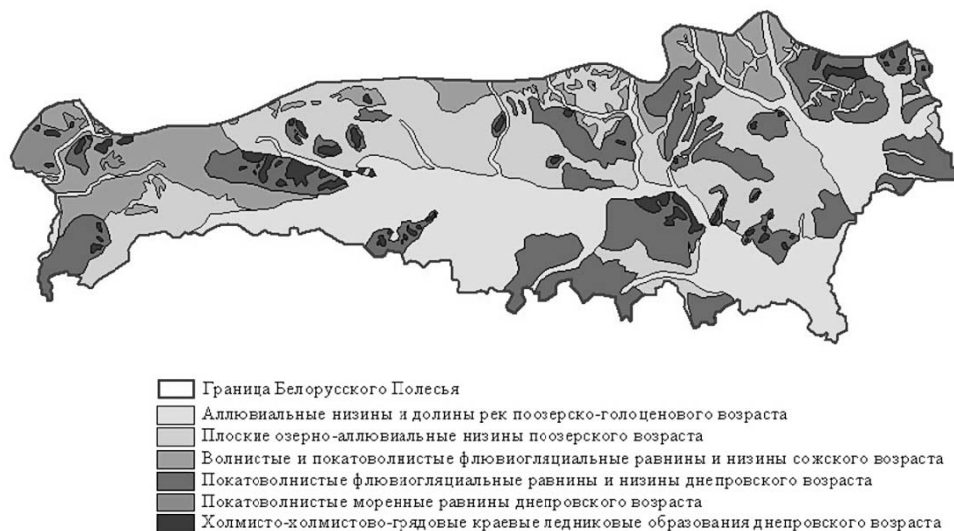 Граница Белорусского Полесья
Аллювиальные низины и долины рек поозерско-голоценового возраста
Плоские озерно-аллювиальные низины поозерского возраста
Волнистые и покатоволнистые флювиогляциальные равнины и низины сожского возраста
Покатоволнистые флювиогляциальные равнины и низины днепровского возраста
Покатоволнистые моренные равнины днепровского возраста
Холмисто-холмистово-грядовые краевые ледниковые образования днепровского возраста